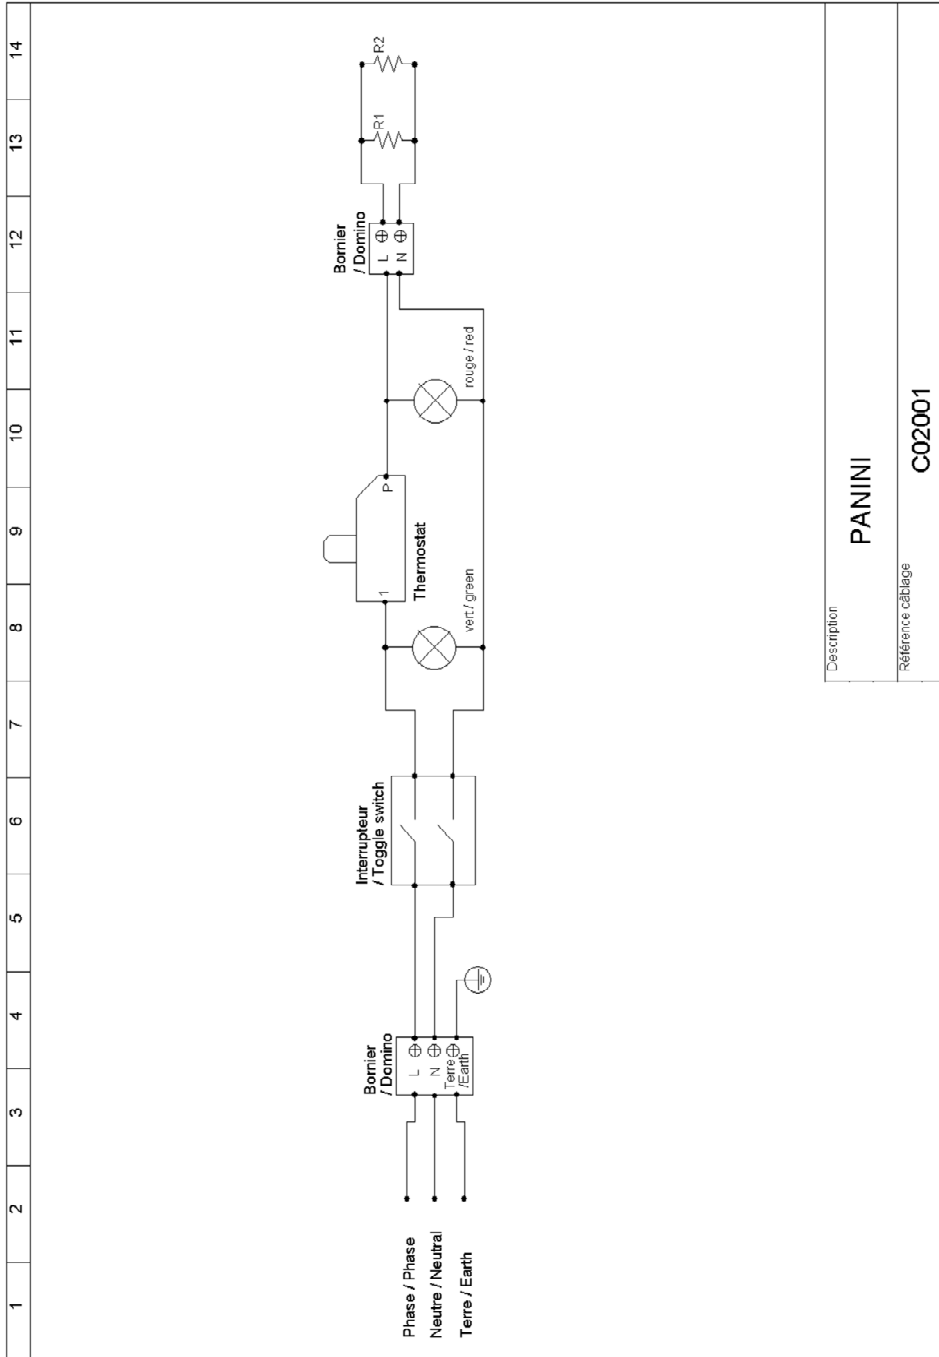 1
2
3
4
5
6
7
8
9
10
11
12
13
14
Phase / Phase
Neutre / Neutral
Terre / Earth
Bornier
/ Domino
L
N
Terre
/Earth
Interrupteur
/ Toggle switch
vert / green
1
P
Thermostat
rouge / red
Bornier
/ Domino
L
N
R1
R2
Description
PANINI
Référence câblage
C02001